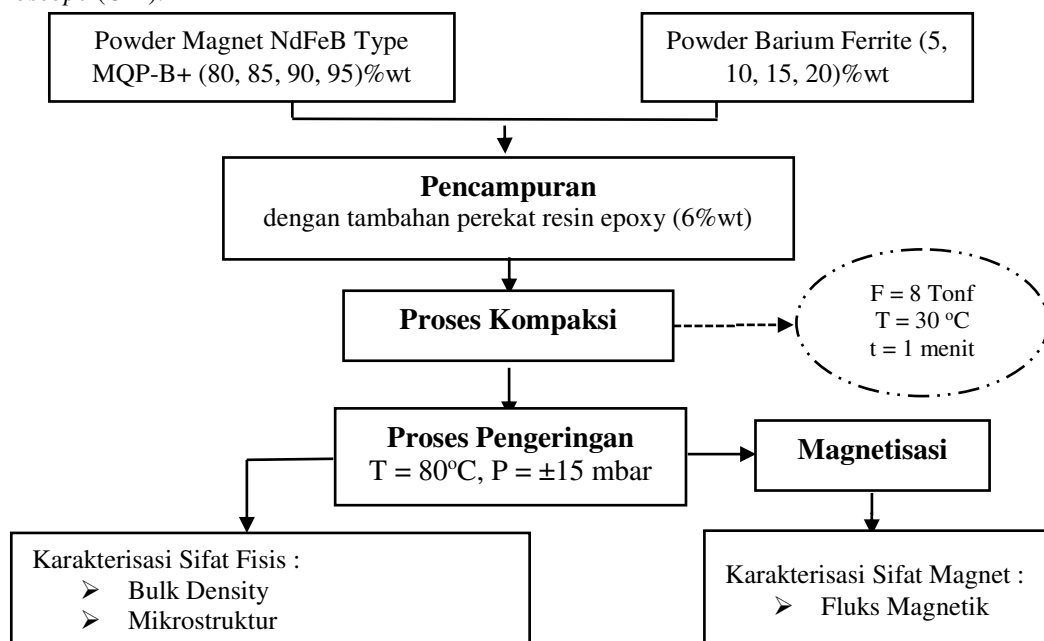 Powder Magnet NdFeB Type
MQP-B+ (80, 85, 90, 95)%wt
Powder Barium Ferrite (5,
10, 15, 20)%wt
Pencampuran
dengan tambahan perekat resin epoxy (6%wt)
Proses Kompaksi
F = 8 Tonf
T = 30 °C
t = 1 menit
Proses Pengeringan
T = 80°C, P = ±15 mbar
Magnetisasi
Karakterisasi Sifat Fisis :
➢ Bulk Density
➢ Mikrostruktur
Karakterisasi Sifat Magnet :
➢ Fluks Magnetik